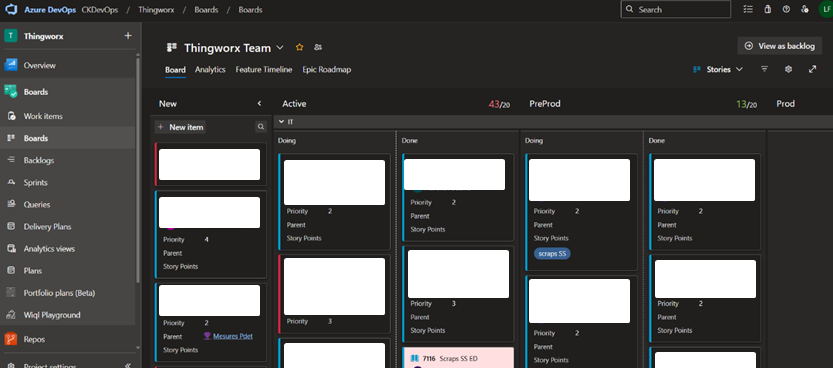 Azure DevOps CKDevOps / Thingworx / Boards / Boards
Search
LF
T Thingworx
Overview
Boards
Work items
Boards
Backlogs
Sprints
Queries
Delivery Plans
Analytics views
Plans
Portfolio plans (Beta)
Wiql Playground
Repos
Project settings
Thingworx Team
View as backlog
Board Analytics Feature Timeline Epic Roadmap
Stories
New
Active 43/20
PreProd 13/20
Prod
New item
IT
Doing
Done
Doing
Done
Priority 4
Parent
Story Points
Priority 2
Parent Mesures Pdet
Story Points
Priority 2
Parent
Story Points
Priority 3
Priority 2
Parent
Story Points
Priority 3
Parent
Story Points
7116 Scraps SS ED
Priority 2
Parent
Story Points
scraps SS
Priority 2
Parent
Story Points
Priority 2
Parent
Story Points
Priority 2
Parent
Story Points